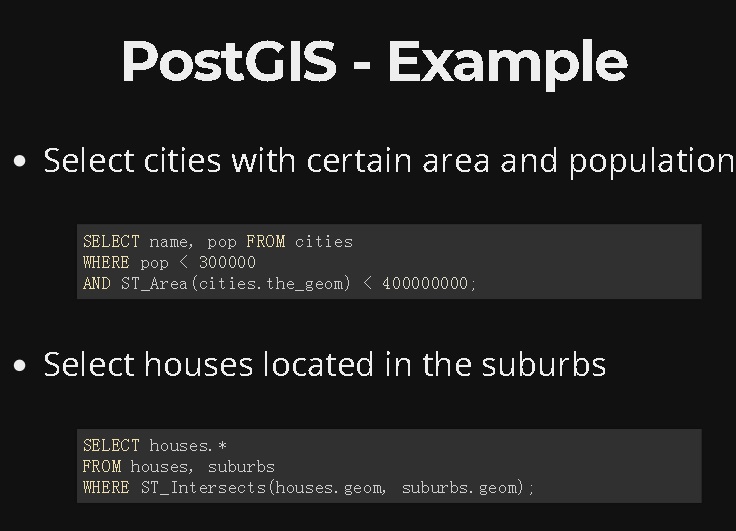 PostGIS - Example
• Select cities with certain area and population
SELECT name, pop FROM cities
WHERE pop < 300000
AND ST_Area(cities.the_geom) < 400000000;
• Select houses located in the suburbs
SELECT houses.*
FROM houses, suburbs
WHERE ST_Intersects(houses.geom, suburbs.geom);